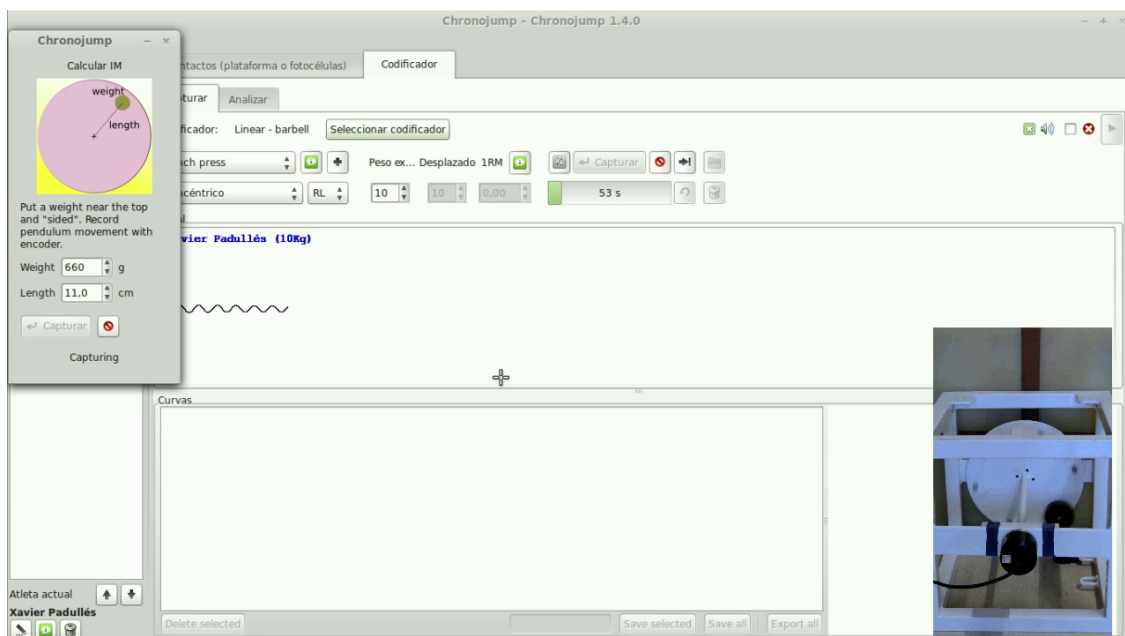 Chronojump - Chronojump 1.4.0
Chronojump
Calcular IM
weight
length
Put a weight near the top
and "sided". Record
pendulum movement with
encoder.
Weight 660 g
Length 11,0 cm
Capturar
Capturing
ntactos (plataforma o fotocélulas) Codificador
turar Analizar
ificador: Linear - barbell Seleccionar codificador
ch press Peso ex... Desplazado 1RM Capturar
céntrico RL 10 10 0,00 53 s
vier Padullés (10Kg)
Curvas
Atleta actual
Xavier Padullés
Delete selected Save selected Save all Export all